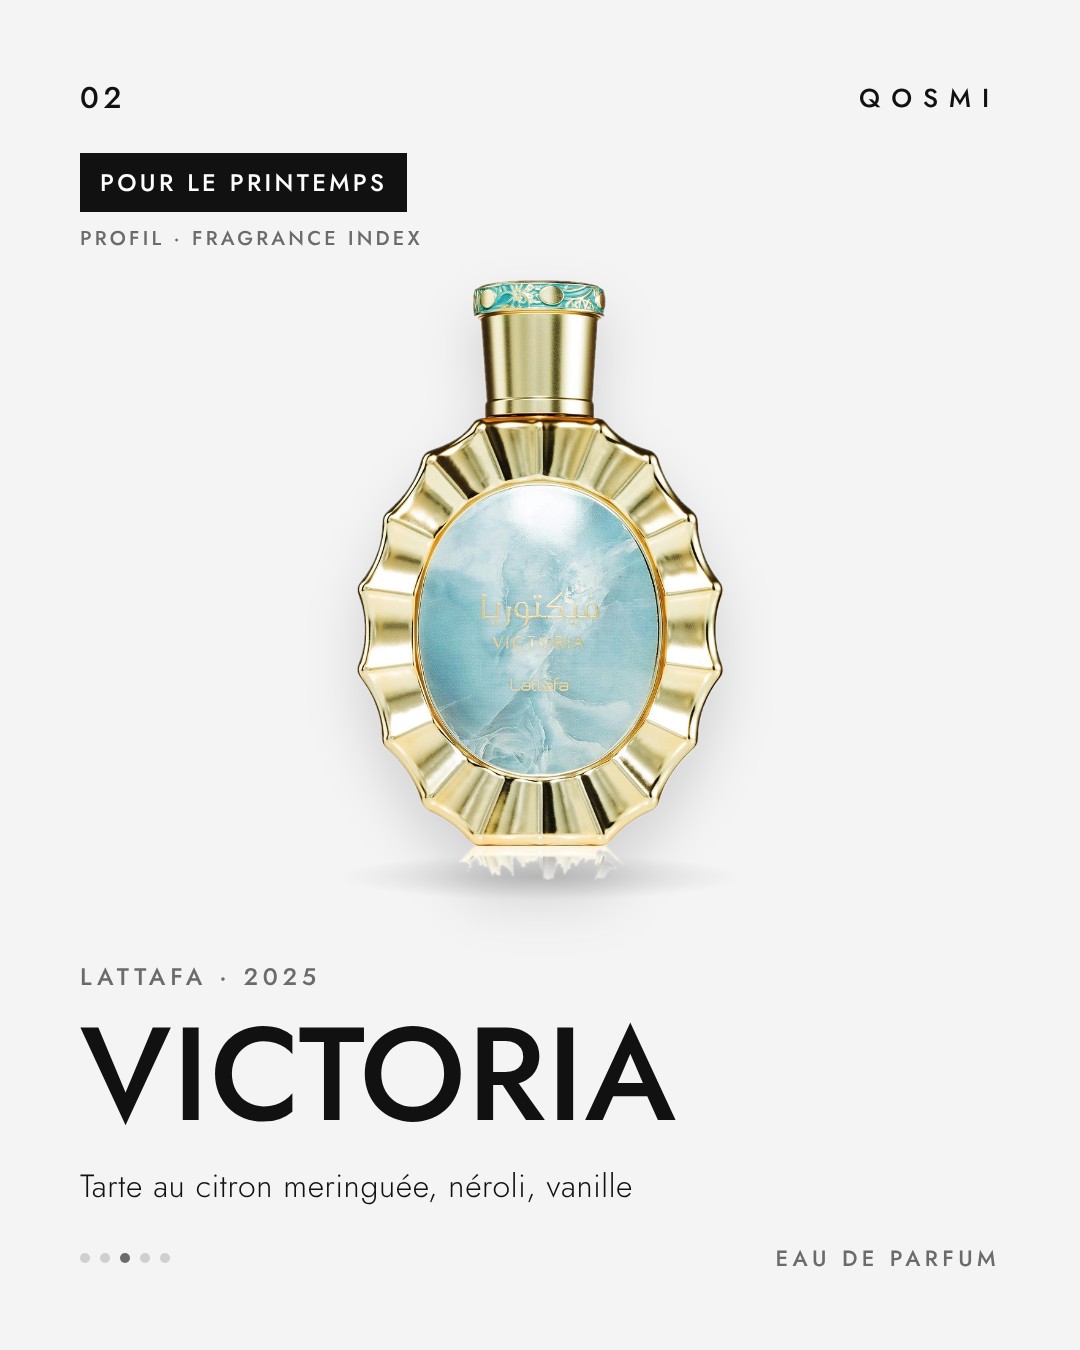 02
QOSMI
POUR LE PRINTEMPS
PROFIL · FRAGRANCE INDEX
فيكتوريا
VICTORIA
Lattafa
LATTAFA · 2025
VICTORIA
Tarte au citron meringuée, néroli, vanille
EAU DE PARFUM